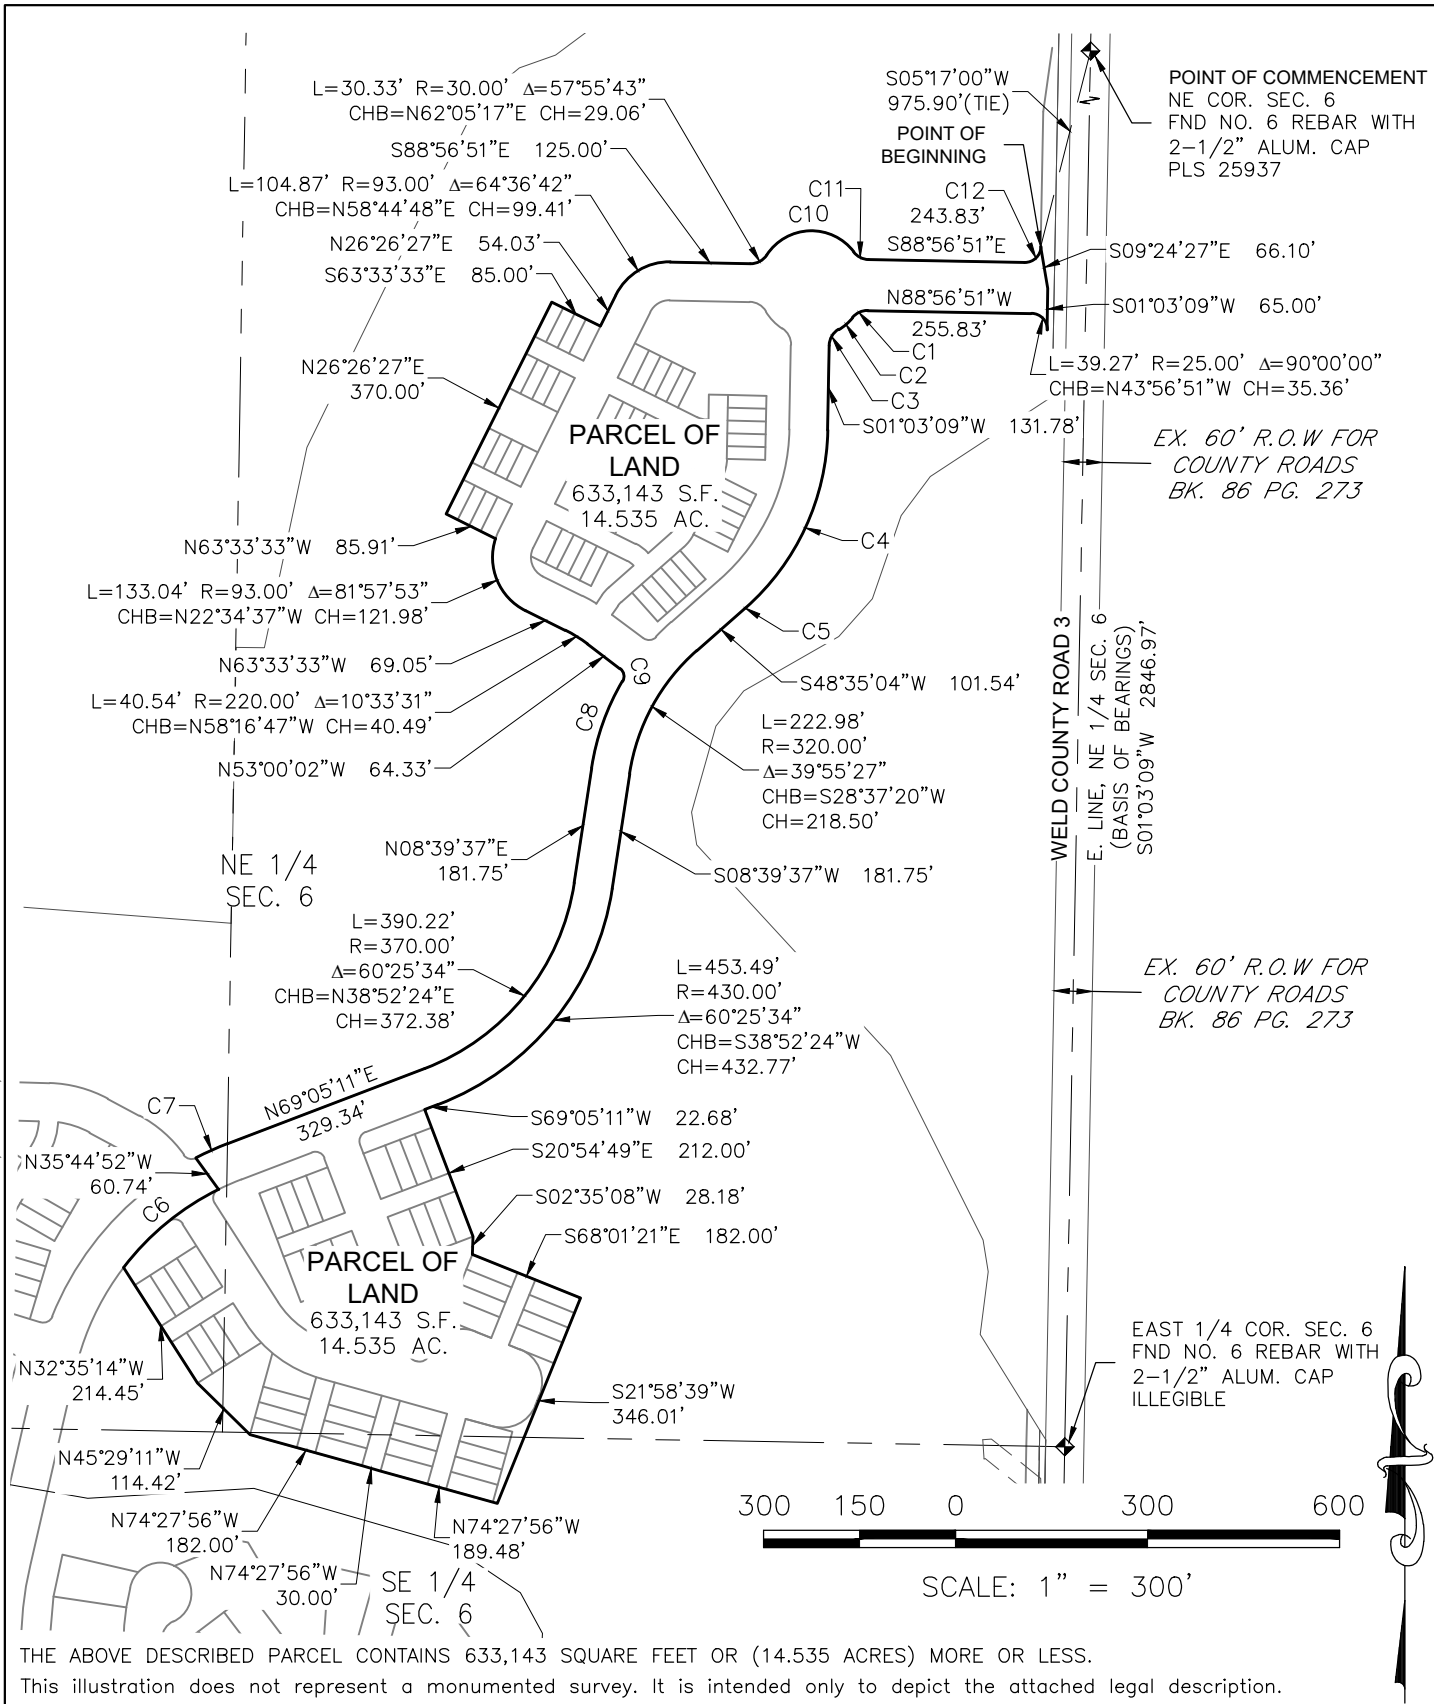 L=30.33' R=30.00' Δ=57°55'43"
CHB=N62°05'17"E CH=29.06'
S88°56'51"E 125.00'
L=104.87' R=93.00' Δ=64°36'42"
CHB=N58°44'48"E CH=99.41'
N26°26'27"E 54.03'
S63°33'33"E 85.00'
N26°26'27"E
370.00'
S05°17'00"W
975.90'(TIE)
POINT OF
BEGINNING
POINT OF COMMENCEMENT
NE COR. SEC. 6
FND NO. 6 REBAR WITH
2-1/2" ALUM. CAP
PLS 25937
C11
C10
C12
243.83'
S88°56'51"E
S09°24'27"E 66.10'
N88°56'51"W
255.83'
S01°03'09"W 65.00'
C1
C2
C3
L=39.27' R=25.00' Δ=90°00'00"
CHB=N43°56'51"W CH=35.36'
S01°03'09"W 131.78'
EX. 60' R.O.W FOR
COUNTY ROADS
BK. 86 PG. 273
PARCEL OF
LAND
633,143 S.F.
14.535 AC.
C4
N63°33'33"W 85.91'
L=133.04' R=93.00' Δ=81°57'53"
CHB=N22°34'37"W CH=121.98'
C5
N63°33'33"W 69.05'
C9
S48°35'04"W 101.54'
L=40.54' R=220.00' Δ=10°33'31"
CHB=N58°16'47"W CH=40.49'
C8
N53°00'02"W 64.33'
L=222.98'
R=320.00'
Δ=39°55'27"
CHB=S28°37'20"W
CH=218.50'
WELD COUNTY ROAD 3
E. LINE, NE 1/4 SEC. 6
(BASIS OF BEARINGS)
S01°03'09"W 2846.97'
N08°39'37"E
181.75'
S08°39'37"W 181.75'
NE 1/4
SEC. 6
L=390.22'
R=370.00'
Δ=60°25'34"
CHB=N38°52'24"E
CH=372.38'
L=453.49'
R=430.00'
Δ=60°25'34"
CHB=S38°52'24"W
CH=432.77'
EX. 60' R.O.W FOR
COUNTY ROADS
BK. 86 PG. 273
C7
N69°05'11"E
329.34'
S69°05'11"W 22.68'
S20°54'49"E 212.00'
N35°44'52"W
60.74'
S02°35'08"W 28.18'
C6
S68°01'21"E 182.00'
PARCEL OF
LAND
633,143 S.F.
14.535 AC.
EAST 1/4 COR. SEC. 6
FND NO. 6 REBAR WITH
2-1/2" ALUM. CAP
ILLEGIBLE
N32°35'14"W
214.45'
S21°58'39"W
346.01'
N45°29'11"W
114.42'
N74°27'56"W
182.00'
N74°27'56"W
189.48'
N74°27'56"W
30.00'
SE 1/4
SEC. 6
300 150 0 300 600
SCALE: 1" = 300'
THE ABOVE DESCRIBED PARCEL CONTAINS 633,143 SQUARE FEET OR (14.535 ACRES) MORE OR LESS.
This illustration does not represent a monumented survey. It is intended only to depict the attached legal description.